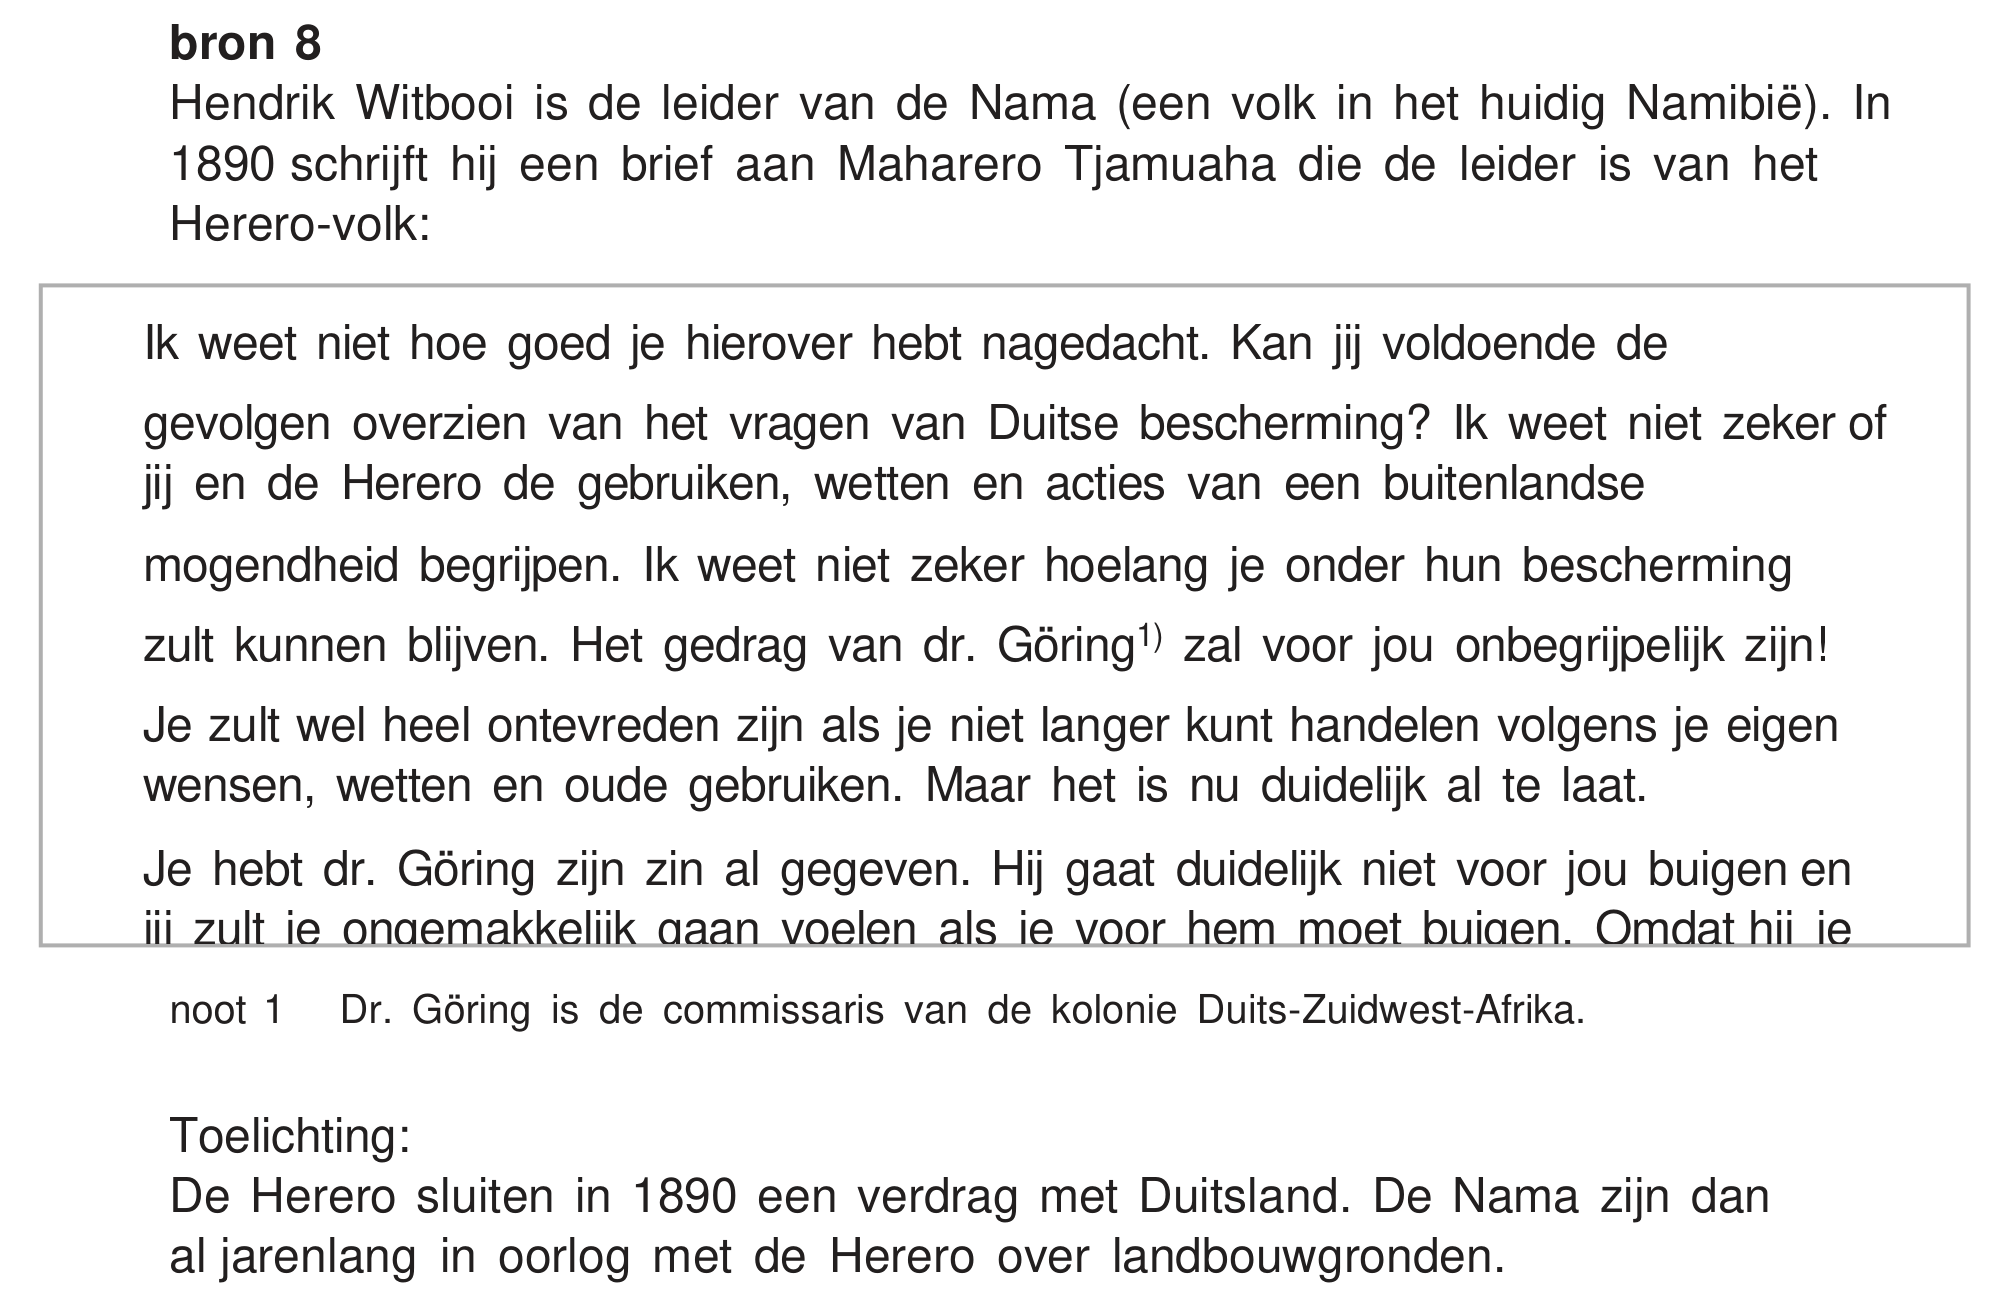 bron 8
Hendrik Witbooi is de leider van de Nama (een volk in het huidig Namibië). In
1890 schrijft hij een brief aan Maharero Tjamuaha die de leider is van het
Herero-volk:
Ik weet niet hoe goed je hierover hebt nagedacht. Kan jij voldoende de
gevolgen overzien van het vragen van Duitse bescherming? Ik weet niet zeker of
jij en de Herero de gebruiken, wetten en acties van een buitenlandse
mogendheid begrijpen. Ik weet niet zeker hoelang je onder hun bescherming
zult kunnen blijven. Het gedrag van dr. Göring1) zal voor jou onbegrijpelijk zijn!
Je zult wel heel ontevreden zijn als je niet langer kunt handelen volgens je eigen
wensen, wetten en oude gebruiken. Maar het is nu duidelijk al te laat.
Je hebt dr. Göring zijn zin al gegeven. Hij gaat duidelijk niet voor jou buigen en
jij zult je ongemakkelijk gaan voelen als je voor hem moet buigen. Omdat hij je
noot 1 Dr. Göring is de commissaris van de kolonie Duits-Zuidwest-Afrika.
Toelichting:
De Herero sluiten in 1890 een verdrag met Duitsland. De Nama zijn dan
al jarenlang in oorlog met de Herero over landbouwgronden.